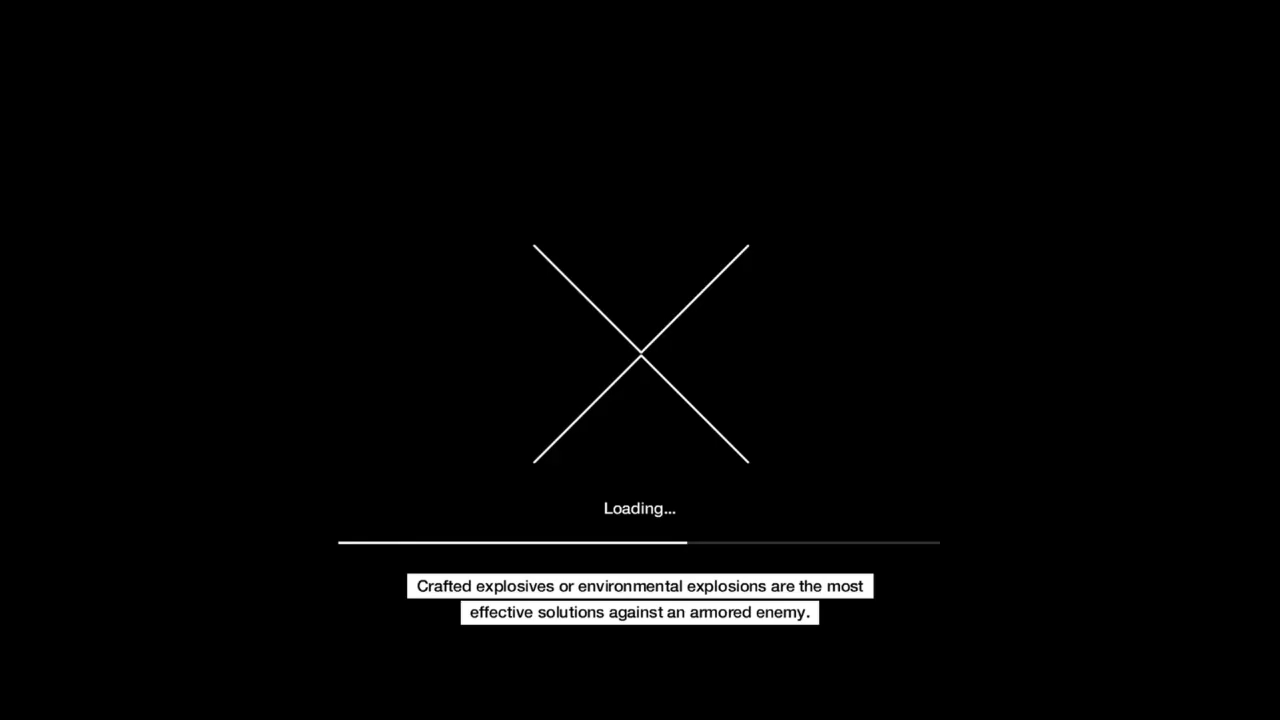 Loading...
Crafted explosives or environmental explosions are the most
effective solutions against an armored enemy.